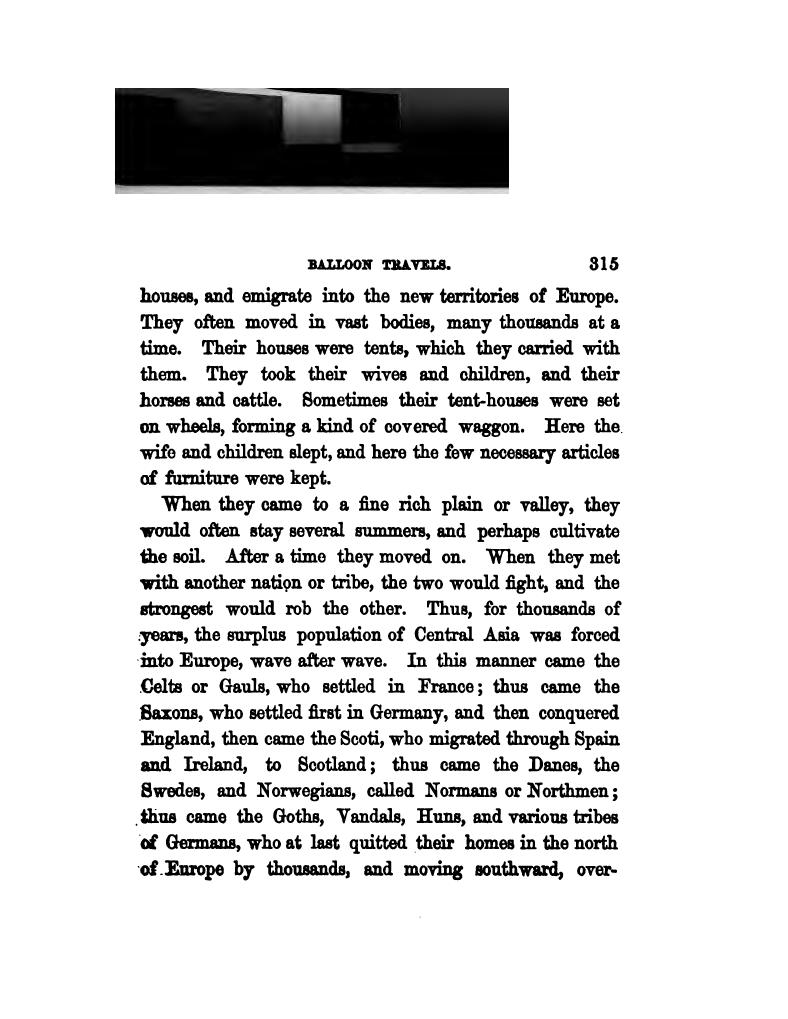 BALLOON TRAVELS. 315
houses, and emigrate into the new territories of Europe.
They often moved in vast bodies, many thousands at a
time. Their houses were tents, which they carried with
them. They took their wives and children, and their
horses and cattle. Sometimes their tent-houses were set
on wheels, forming a kind of covered waggon. Here the
wife and children slept, and here the few necessary articles
of furniture were kept.
When they came to a fine rich plain or valley, they
would often stay several summers, and perhaps cultivate
the soil. After a time they moved on. When they met
with another nation or tribe, the two would fight, and the
strongest would rob the other. Thus, for thousands of
years, the surplus population of Central Asia was forced
into Europe, wave after wave. In this manner came the
Celts or Gauls, who settled in France; thus came the
Saxons, who settled first in Germany, and then conquered
England, then came the Scoti, who migrated through Spain
and Ireland, to Scotland; thus came the Danes, the
Swedes, and Norwegians, called Normans or Northmen;
thus came the Goths, Vandals, Huns, and various tribes
of Germans, who at last quitted their homes in the north
of Europe by thousands, and moving southward, over-